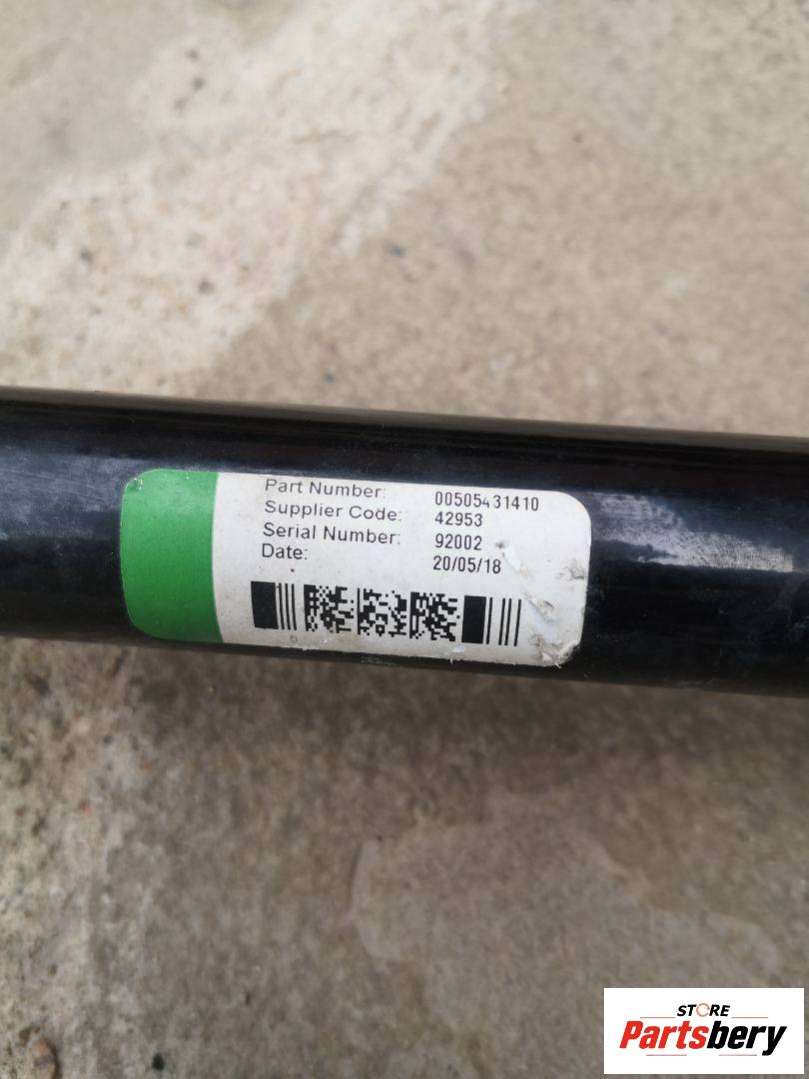 Part Number: 00505431410
Supplier Code: 42953
Serial Number: 92002
Date: 20/05/18
STORE
Partsbery